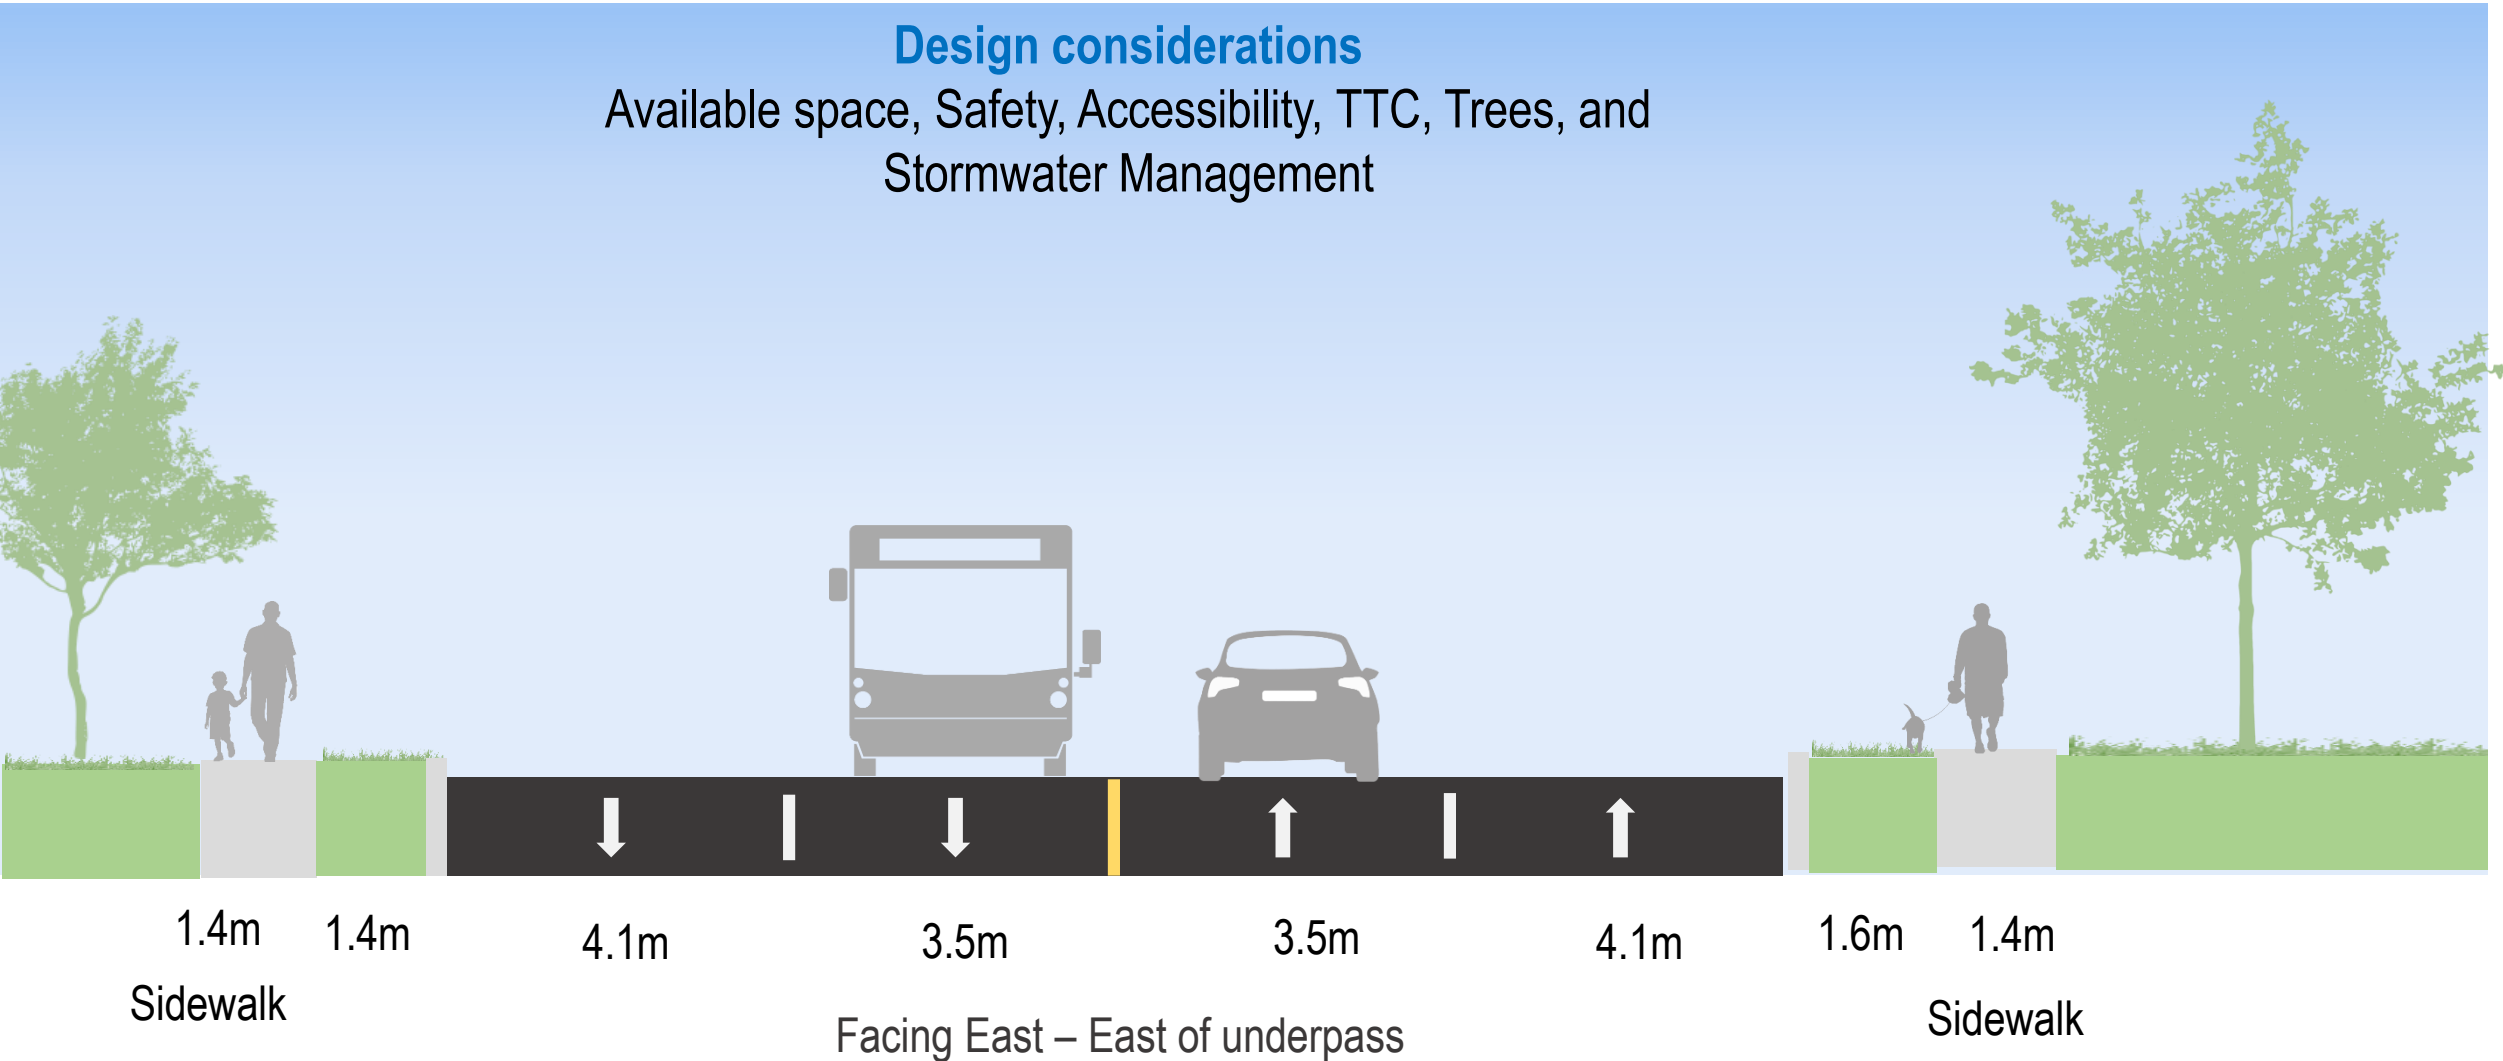 Design considerations
Available space, Safety, Accessibility, TTC, Trees, and
Stormwater Management
1.4m 1.4m 4.1m 3.5m 3.5m 4.1m 1.6m 1.4m
Sidewalk Sidewalk
Facing East – East of underpass